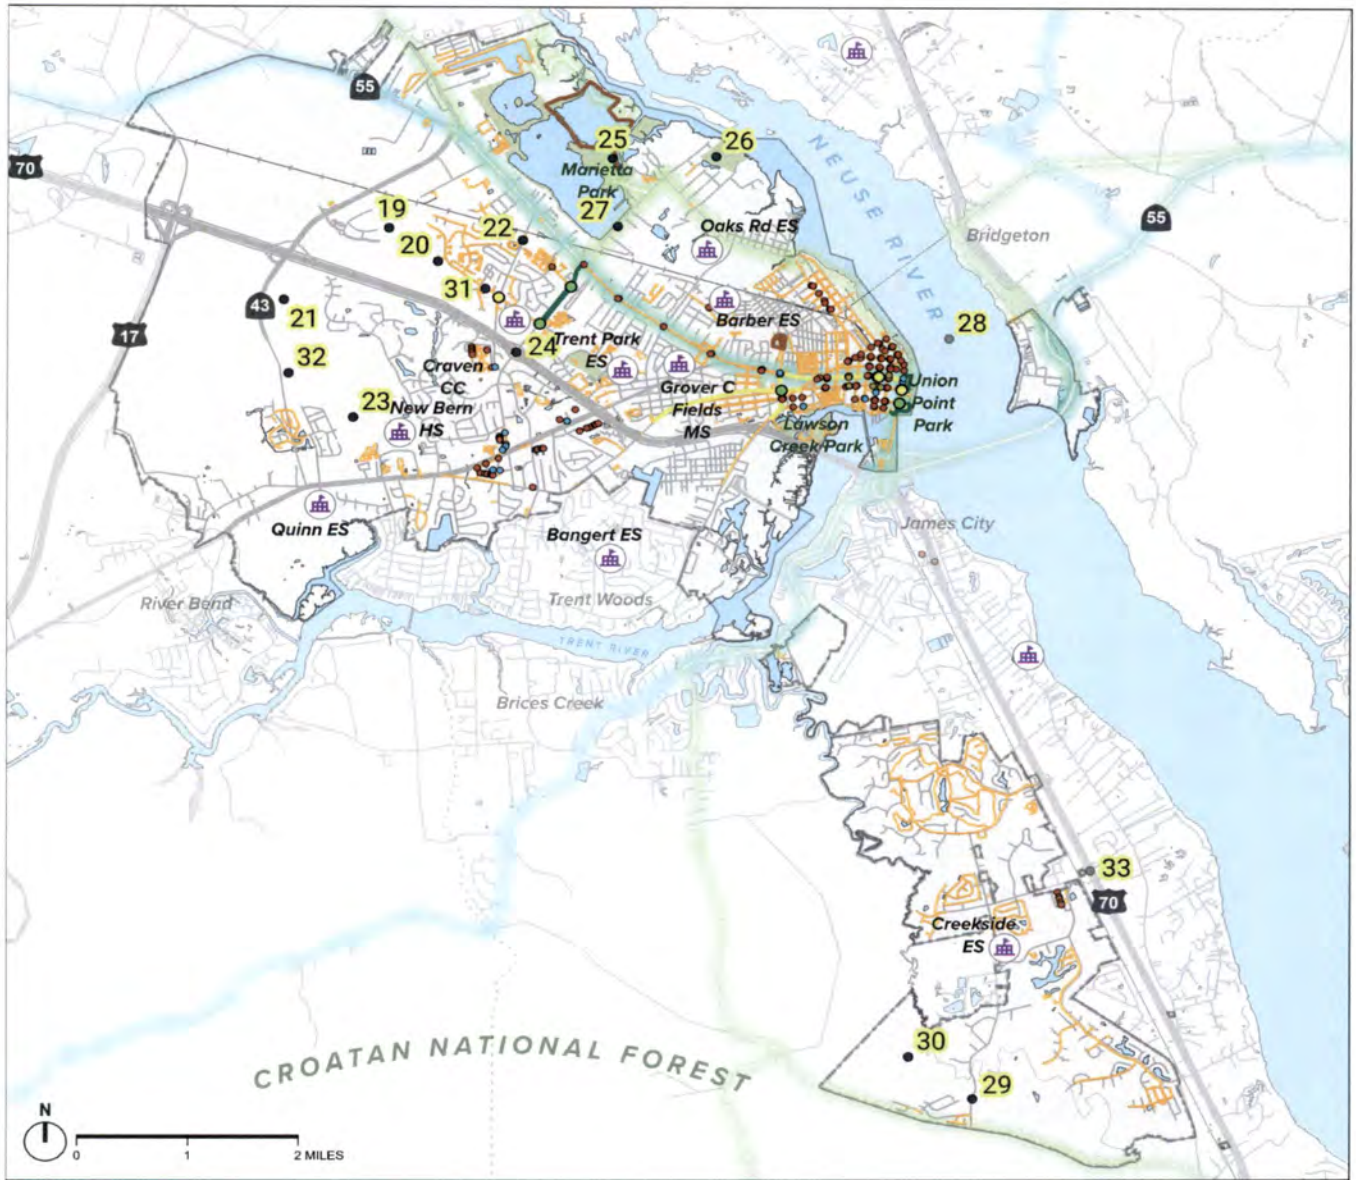 55
25
26
70
Marietta
Park
NEUSE RIVER
55
19
22
27
Oaks Rd ES
Bridgeton
20
31
43
21
Barber ES
28
17
24
Trent Park
ES
32
Craven
CC
Grover C
Fields
MS
Union
Point
Park
23
New Bern
HS
Lawson
Creek Park
Quinn ES
Bangert ES
James City
River Bend
Trent Woods
TRENT RIVER
Brices Creek
33
70
Creekside
ES
30
CROATAN NATIONAL FOREST
29
N
0 1 2 MILES